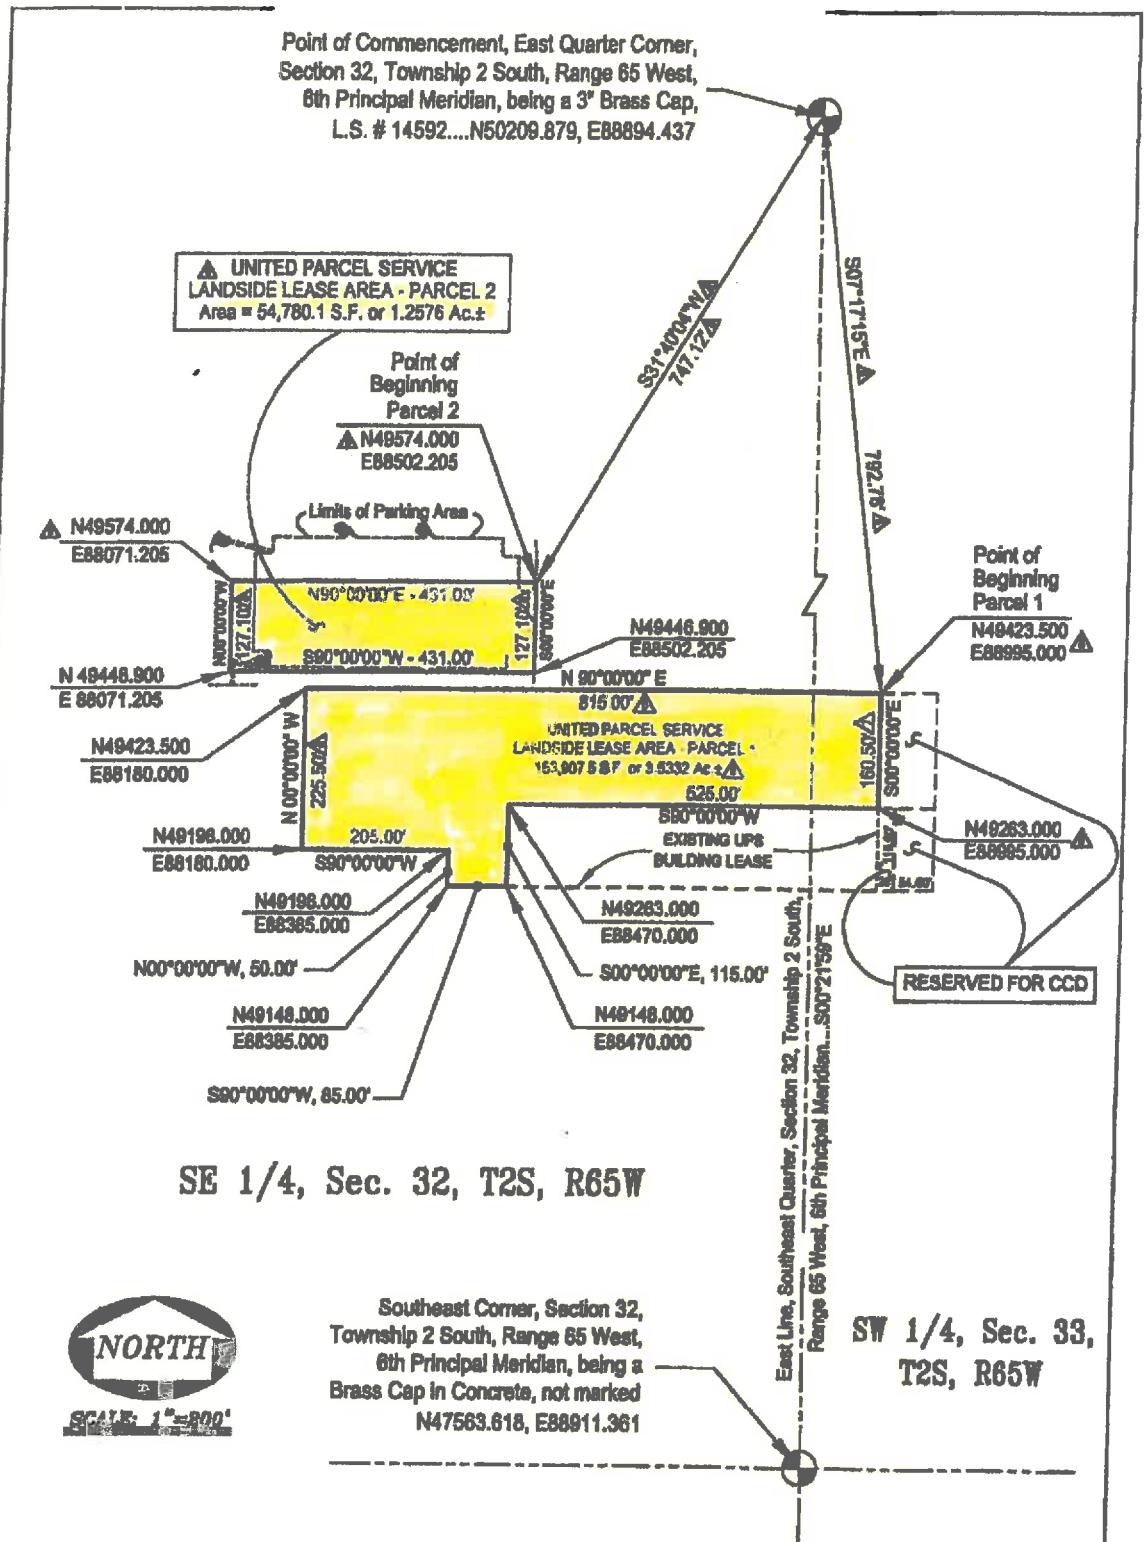 Point of Commencement, East Quarter Corner,
Section 32, Township 2 South, Range 65 West,
6th Principal Meridian, being a 3" Brass Cap,
L.S. # 14592....N50209.879, E88894.437
UNITED PARCEL SERVICE
LANDSIDE LEASE AREA - PARCEL 2
Area = 54,780.1 S.F. or 1.2576 Ac.±
S31°40'04"W
747.12'
S07°17'15"E
792.76'
Point of
Beginning
Parcel 2
N49574.000
E88502.205
Limits of Parking Area
N49574.000
E88071.205
N90°00'00"E - 431.00'
N00°00'00"W
127.10'
127.10'
S00°00'00"E
S90°00'00"W - 431.00'
N49446.900
E88502.205
Point of
Beginning
Parcel 1
N49423.500
E88995.000
N 49446.900
E 88071.205
N 90°00'00" E
815.00'
UNITED PARCEL SERVICE
LANDSIDE LEASE AREA - PARCEL
153,907.5 S.F. or 3.5332 Ac.±
N49423.500
E88180.000
N 00°00'00" W
225.50'
160.50'
S00°00'00"E
525.00'
S90°00'00"W
EXISTING UPS
BUILDING LEASE
205.00'
S90°00'00"W
N49198.000
E88180.000
N49263.000
E88995.000
N49198.000
E88385.000
N49263.000
E88470.000
N00°00'00"W, 50.00'
S00°00'00"E, 115.00'
RESERVED FOR CCD
N49148.000
E88385.000
N49148.000
E88470.000
S90°00'00"W, 85.00'
East Line, Southeast Quarter, Section 32, Township 2 South,
Range 65 West, 6th Principal Meridian....S00°21'59"E
SE 1/4, Sec. 32, T2S, R65W
NORTH
SCALE: 1"=200'
Southeast Corner, Section 32,
Township 2 South, Range 65 West,
6th Principal Meridian, being a
Brass Cap in Concrete, not marked
N47563.618, E88911.361
SW 1/4, Sec. 33,
T2S, R65W